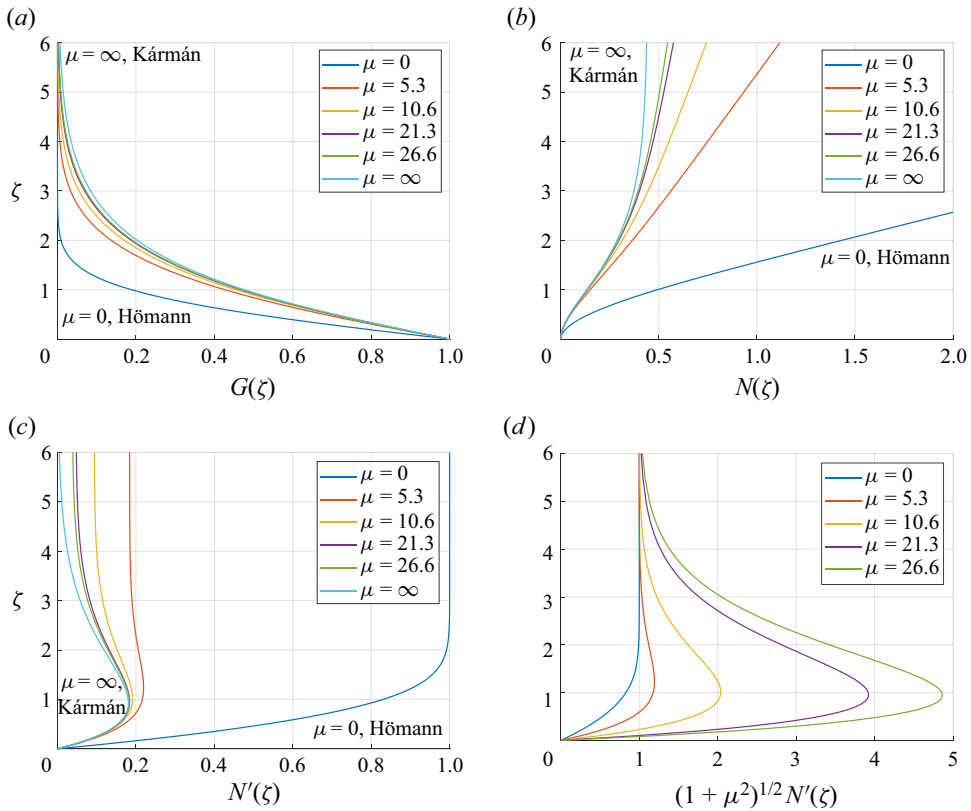 (a)
6
5
4
3
2
1
0
ζ
μ = ∞, Kármán
μ = 0
μ = 5.3
μ = 10.6
μ = 21.3
μ = 26.6
μ = ∞
μ = 0, Hömann
0.2
0.4
0.6
0.8
1.0
G(ζ)
(b)
6
5
4
3
2
1
0
μ = ∞,
Kármán
μ = 0
μ = 5.3
μ = 10.6
μ = 21.3
μ = 26.6
μ = ∞
μ = 0, Hömann
0.5
1.0
1.5
2.0
N(ζ)
(c)
6
5
4
3
2
1
0
ζ
μ = 0
μ = 5.3
μ = 10.6
μ = 21.3
μ = 26.6
μ = ∞
μ = ∞,
Kármán
μ = 0, Hömann
0.2
0.4
0.6
0.8
1.0
N′(ζ)
(d)
6
5
4
3
2
1
0
μ = 0
μ = 5.3
μ = 10.6
μ = 21.3
μ = 26.6
1
2
3
4
5
(1 + μ²)^1/2 N′(ζ)